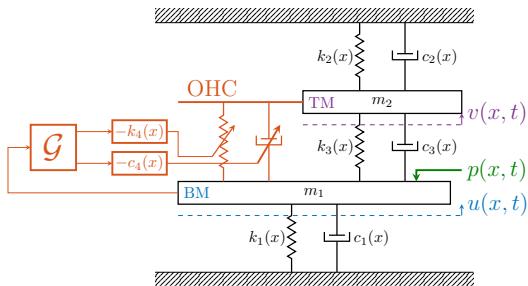 k₂(x)
c₂(x)
OHC
TM
m₂
v(x, t)
−k₄(x)
𝒢
k₃(x)
c₃(x)
−c₄(x)
p(x, t)
BM
m₁
u(x, t)
k₁(x)
c₁(x)